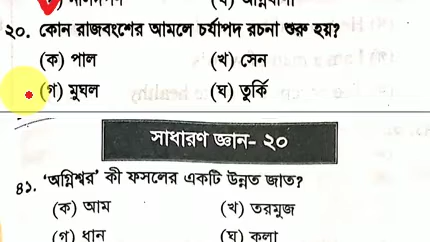 ২০. কোন রাজবংশের আমলে চর্যাপদ রচনা শুরু হয়?
(ক) পাল (খ) সেন
(গ) মুঘল (ঘ) তুর্কি
সাধারণ জ্ঞান- ২০
৪১. ‘অগ্নিশ্বর’ কী ফসলের একটি উন্নত জাত?
(ক) আম (খ) তরমুজ
(গ) ধান (ঘ) কলা